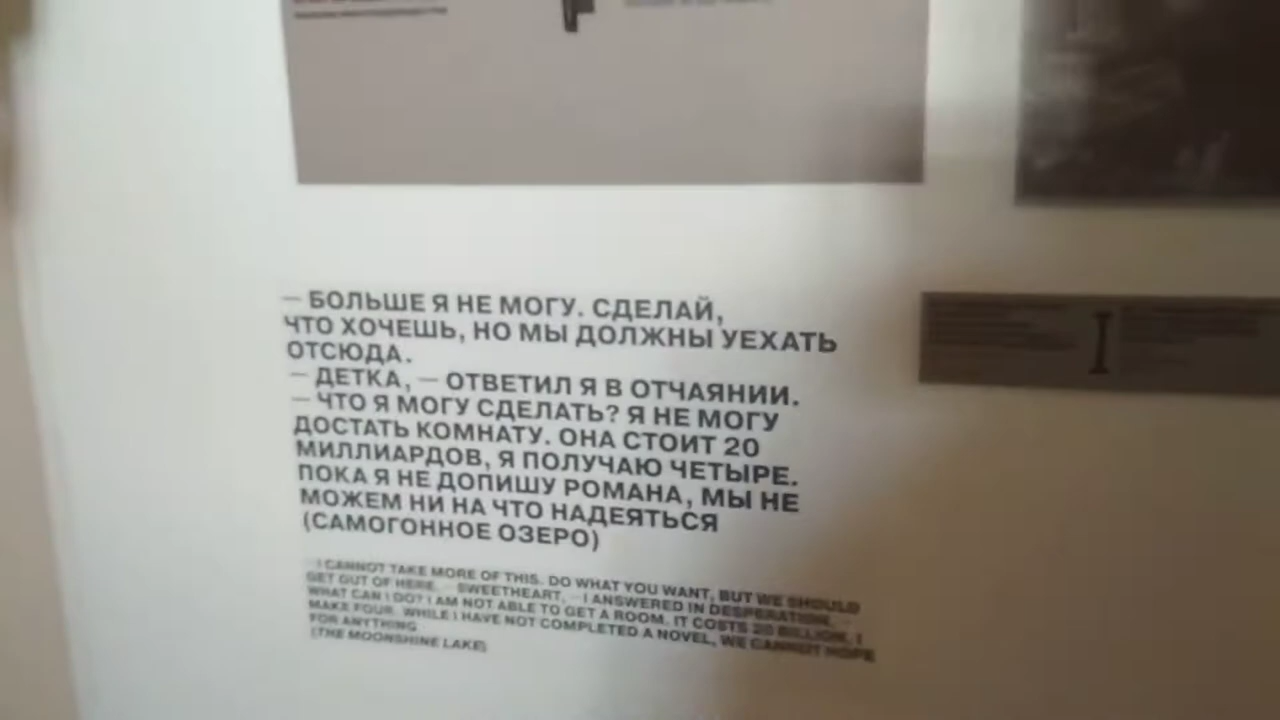 — БОЛЬШЕ Я НЕ МОГУ. СДЕЛАЙ,
ЧТО ХОЧЕШЬ, НО МЫ ДОЛЖНЫ УЕХАТЬ
ОТСЮДА.
— ДЕТКА, — ОТВЕТИЛ Я В ОТЧАЯНИИ.
— ЧТО Я МОГУ СДЕЛАТЬ? Я НЕ МОГУ
ДОСТАТЬ КОМНАТУ. ОНА СТОИТ 20
МИЛЛИАРДОВ, Я ПОЛУЧАЮ ЧЕТЫРЕ.
ПОКА Я НЕ ДОПИШУ РОМАНА, МЫ НЕ
МОЖЕМ НИ НА ЧТО НАДЕЯТЬСЯ
(САМОГОННОЕ ОЗЕРО)
— I CANNOT TAKE MORE OF THIS. DO WHAT YOU WANT, BUT WE SHOULD
GET OUT OF HERE. — SWEETHEART, — I ANSWERED IN DESPERATION. —
WHAT CAN I DO? I AM NOT ABLE TO GET A ROOM. IT COSTS 20 BILLION, I
MAKE FOUR. WHILE I HAVE NOT COMPLETED A NOVEL, WE CANNOT HOPE
FOR ANYTHING
(THE MOONSHINE LAKE)